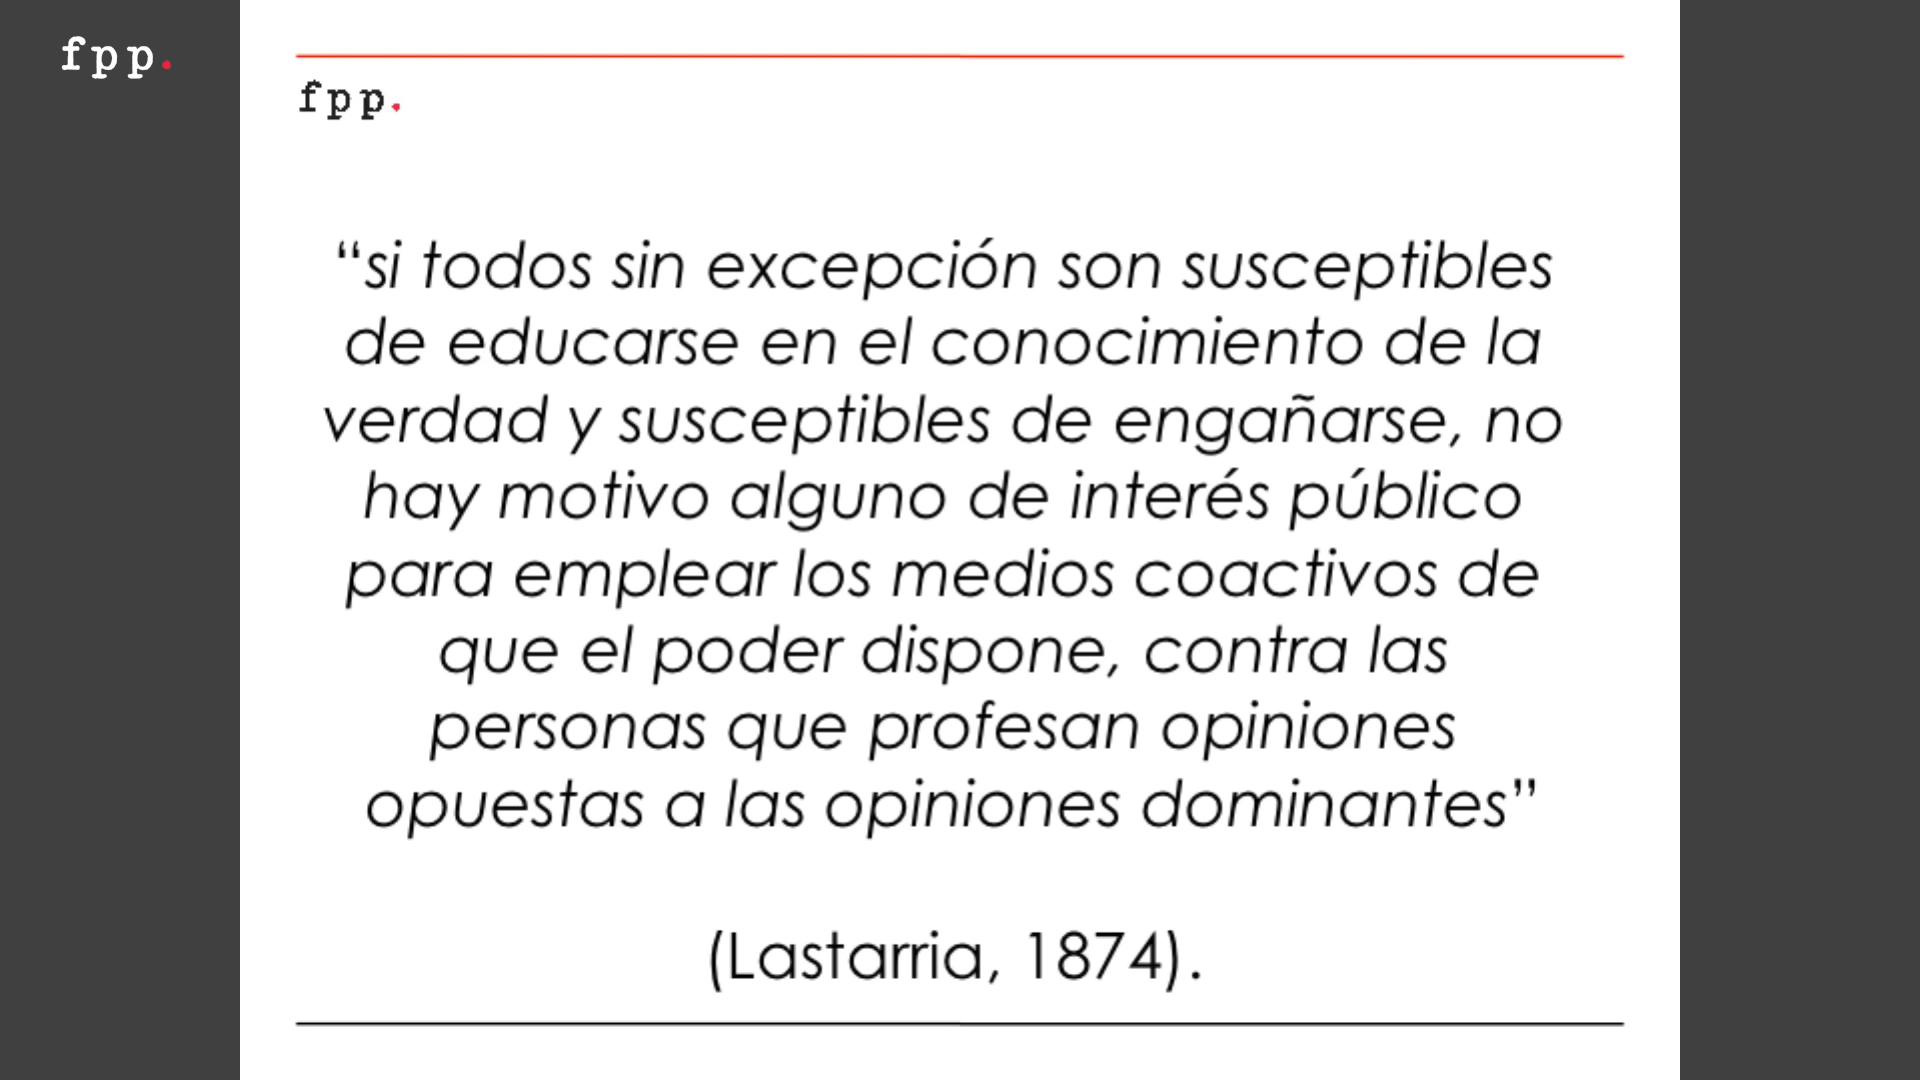 fpp.
fpp.
“si todos sin excepción son susceptibles
de educarse en el conocimiento de la
verdad y susceptibles de engañarse, no
hay motivo alguno de interés público
para emplear los medios coactivos de
que el poder dispone, contra las
personas que profesan opiniones
opuestas a las opiniones dominantes”
(Lastarria, 1874).